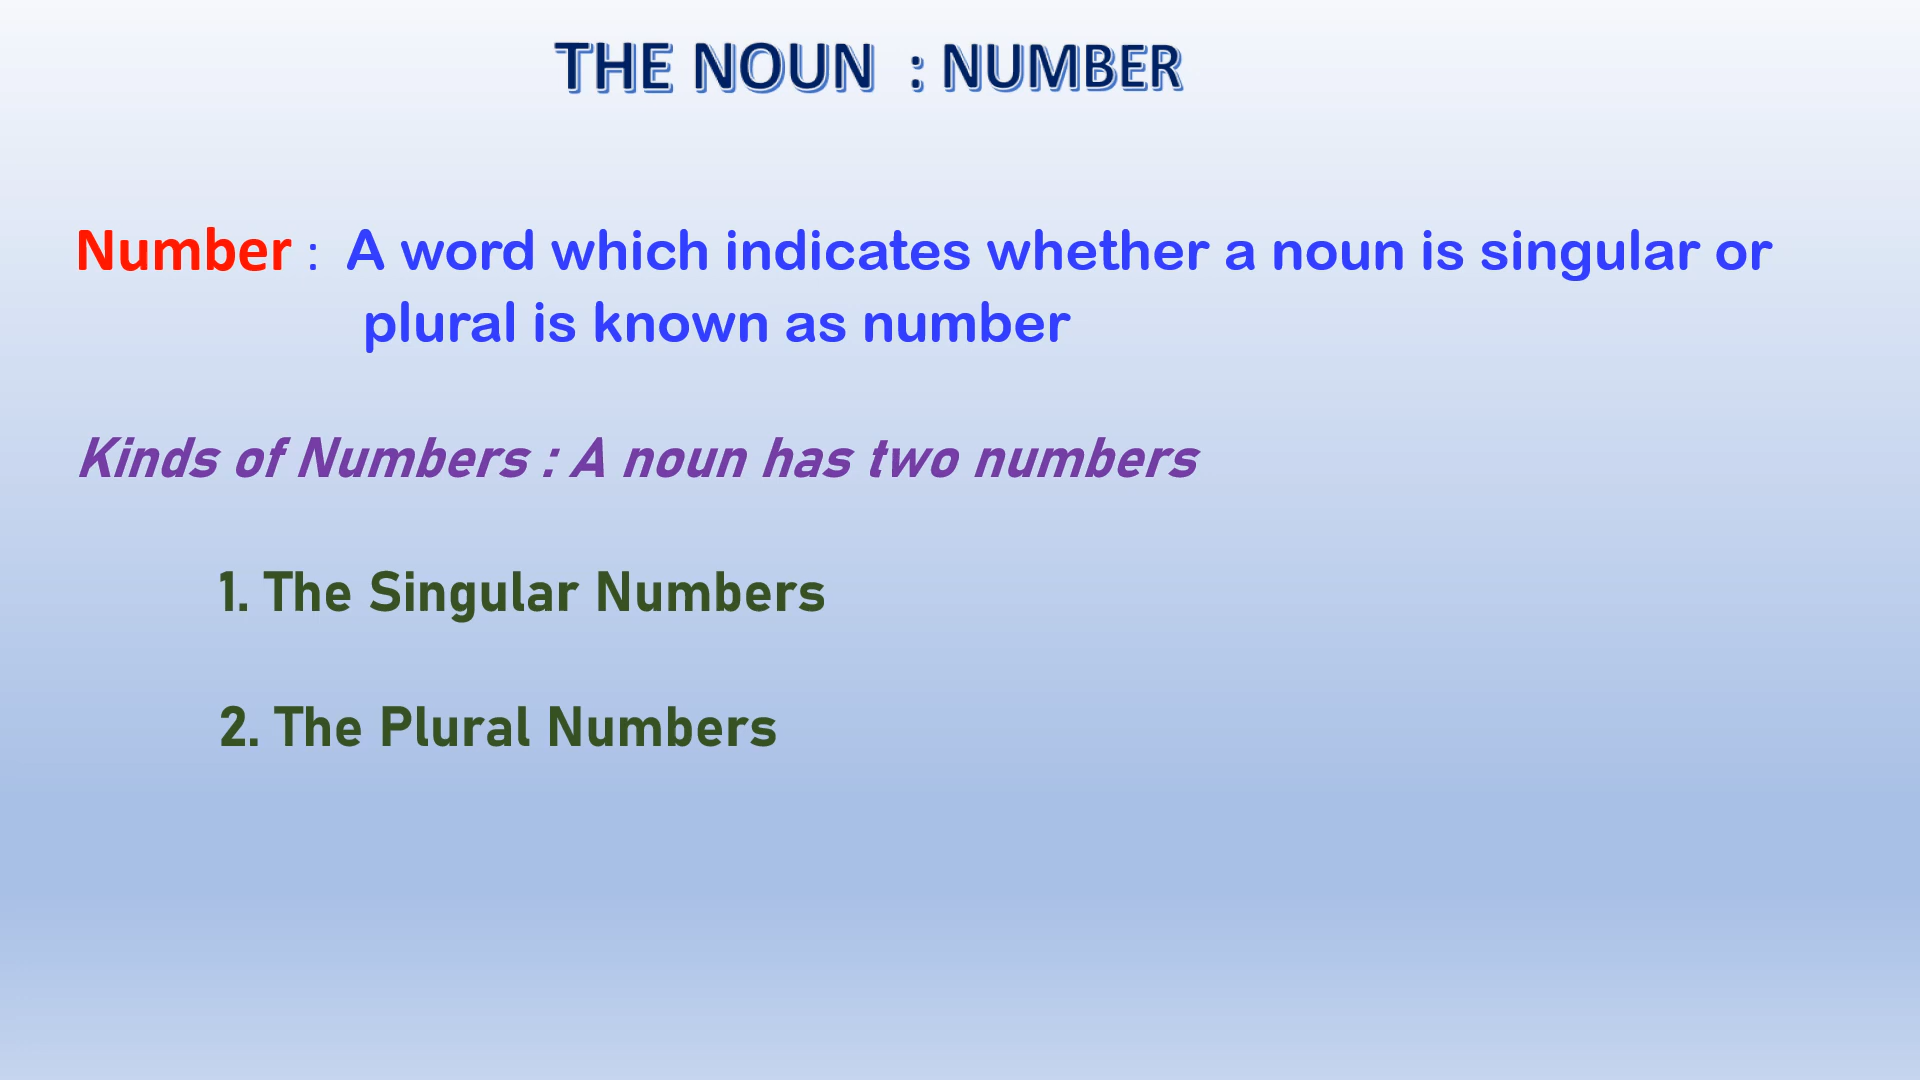 THE NOUN : NUMBER
Number : A word which indicates whether a noun is singular or
plural is known as number
Kinds of Numbers : A noun has two numbers
1. The Singular Numbers
2. The Plural Numbers